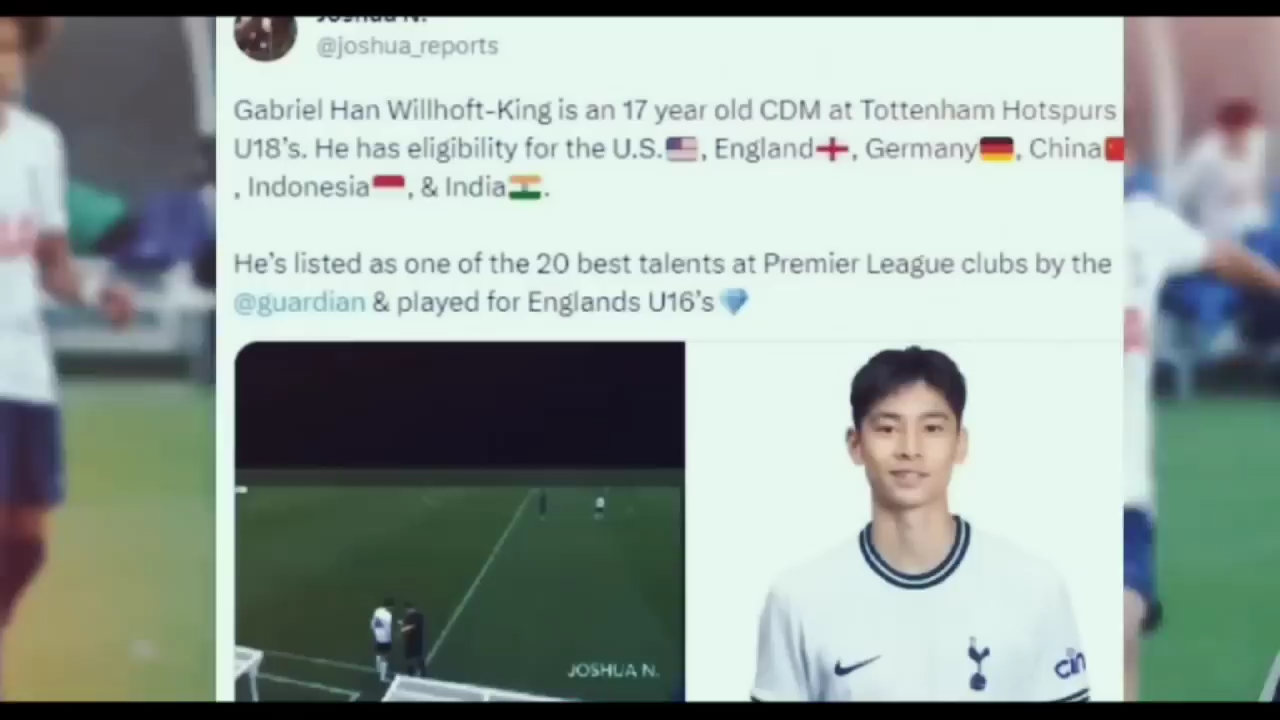 Joshua N.
@joshua_reports
Gabriel Han Willhoft-King is an 17 year old CDM at Tottenham Hotspurs
U18's. He has eligibility for the U.S.🇺🇸, England🏴󠁧󠁢󠁥󠁮󠁧󠁿, Germany🇩🇪, China🇨🇳
, Indonesia🇮🇩, & India🇮🇳.
He's listed as one of the 20 best talents at Premier League clubs by the
@guardian & played for Englands U16's💎
JOSHUA N.